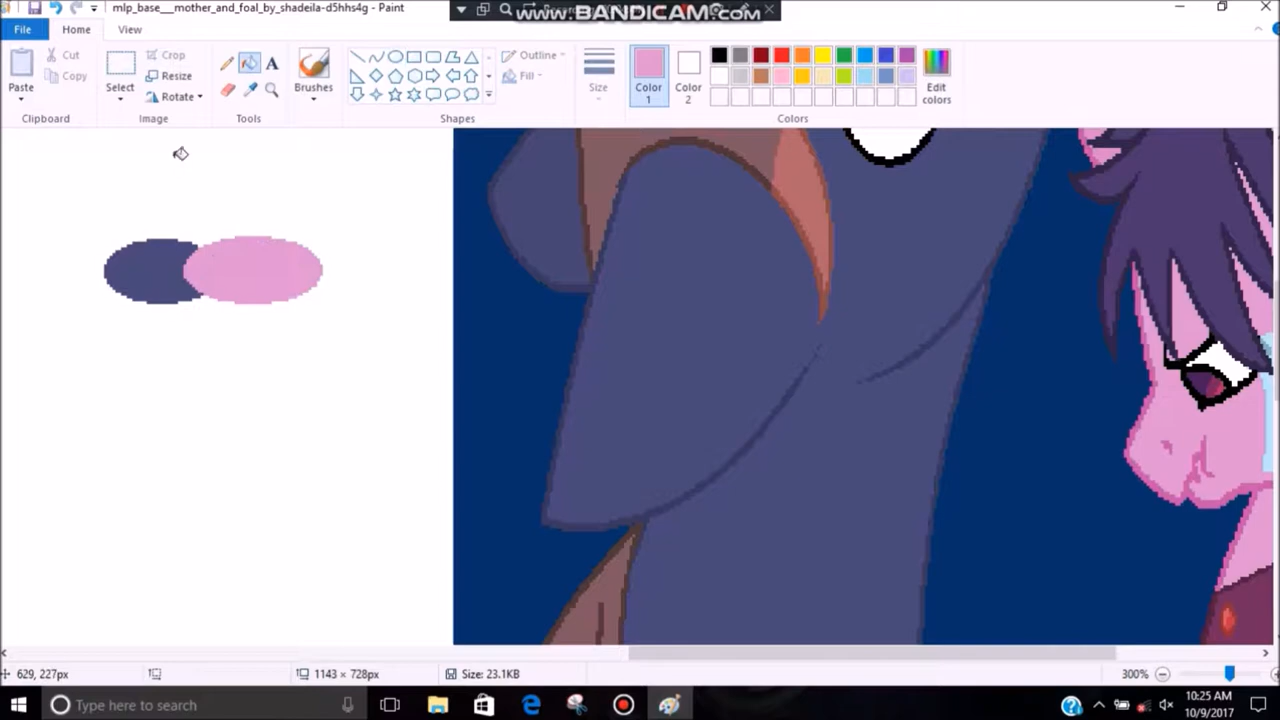 mlp_base___mother_and_foal_by_shadeila-d5hhs4g - Paint
www.BANDICAM.com
File Home View
Paste
Cut
Copy
Clipboard
Select
Crop
Resize
Rotate
Image
A
Tools
Brushes
Outline
Fill
Shapes
Size
Color 1
Color 2
Edit colors
Colors
629, 227px
1143 × 728px
Size: 23.1KB
300%
Type here to search
10:25 AM
10/9/2017